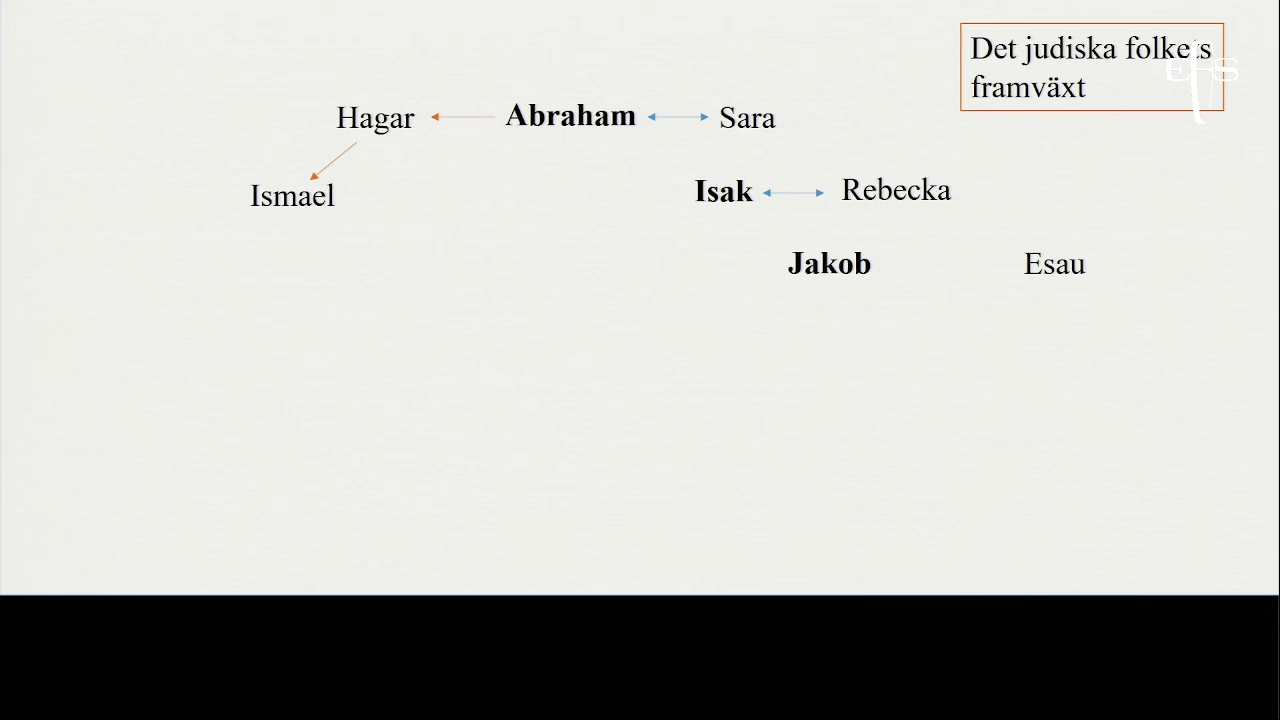 Det judiska folkets
framväxt
Hagar Abraham Sara
Ismael Isak Rebecka
Jakob Esau